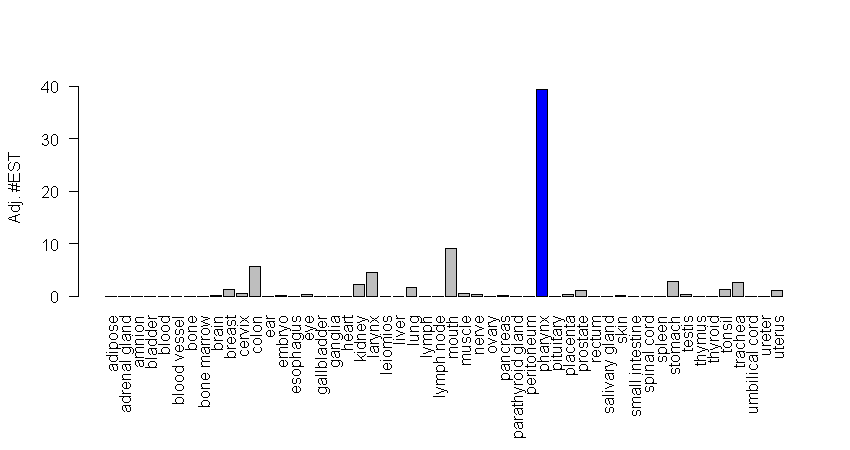 Adj. #EST
40
30
20
10
0
adipose
adrenal gland
amnion
bladder
blood
blood vessel
bone
bone marrow
brain
breast
cervix
colon
ear
embryo
esophagus
eye
gallbladder
ganglia
heart
kidney
larynx
leiomios
liver
lung
lymph
lymph node
mouth
muscle
nerve
ovary
pancreas
parathyroid gland
peritoneum
pharynx
pituitary
placenta
prostate
rectum
salivary gland
skin
small intestine
spinal cord
spleen
stomach
testis
thymus
thyroid
tonsil
trachea
umbilical cord
ureter
uterus